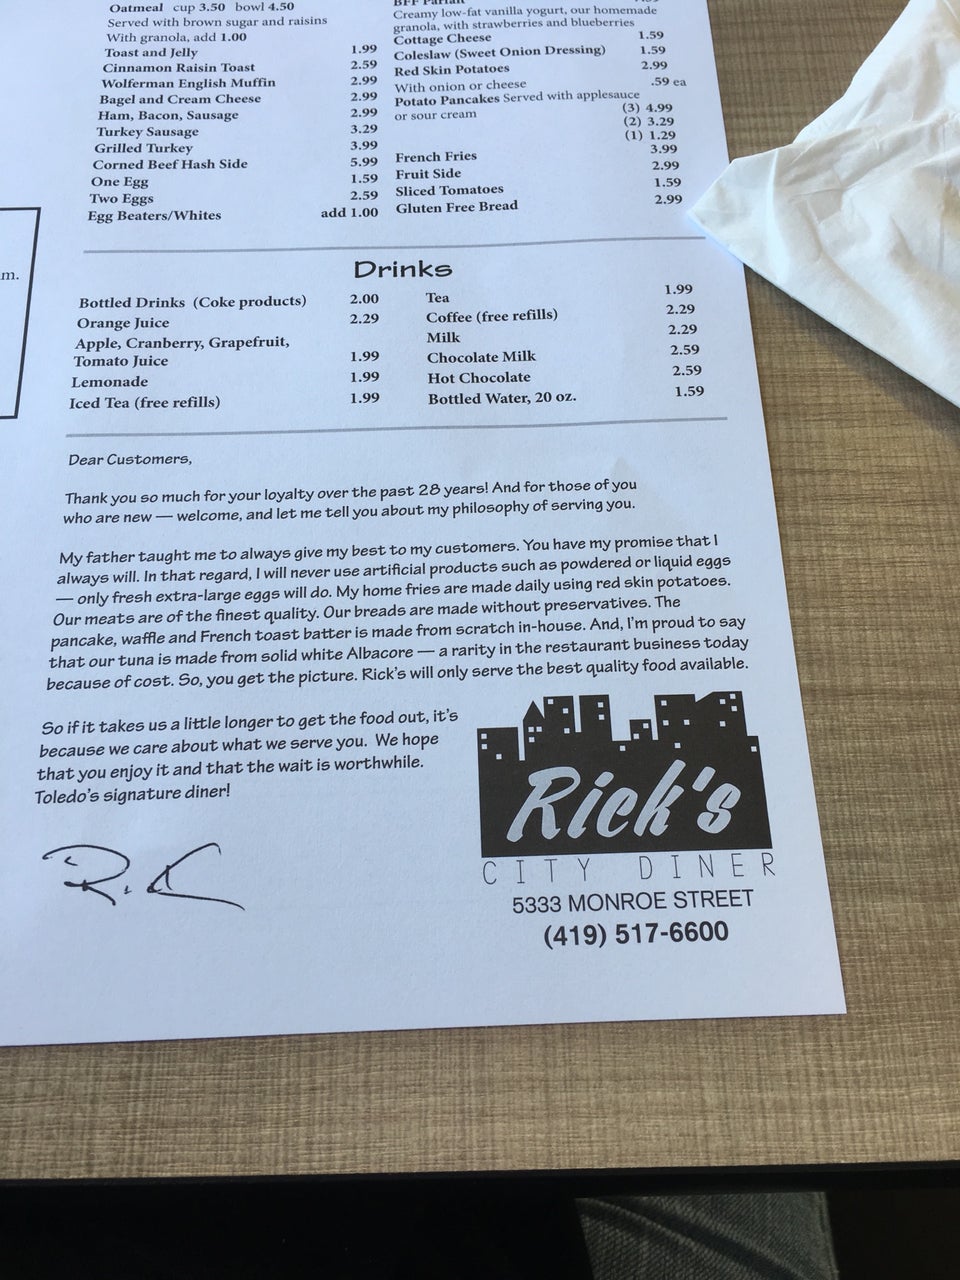 Oatmeal cup 3.50 bowl 4.50
Served with brown sugar and raisins
With granola, add 1.00
Toast and Jelly 1.99
Cinnamon Raisin Toast 2.59
Wolferman English Muffin 2.99
Bagel and Cream Cheese 2.99
Ham, Bacon, Sausage 2.99
Turkey Sausage 3.29
Grilled Turkey 3.99
Corned Beef Hash Side 5.99
One Egg 1.59
Two Eggs 2.59
Egg Beaters/Whites add 1.00
BFF Parfait
Creamy low-fat vanilla yogurt, our homemade
granola, with strawberries and blueberries
Cottage Cheese 1.59
Coleslaw (Sweet Onion Dressing) 1.59
Red Skin Potatoes 2.99
With onion or cheese .59 ea
Potato Pancakes Served with applesauce
or sour cream (3) 4.99
(2) 3.29
(1) 1.29
French Fries 3.99
Fruit Side 2.99
Sliced Tomatoes 1.59
Gluten Free Bread 2.99
m.
Drinks
Bottled Drinks (Coke products) 2.00
Orange Juice 2.29
Apple, Cranberry, Grapefruit,
Tomato Juice 1.99
Lemonade 1.99
Iced Tea (free refills) 1.99
Tea 1.99
Coffee (free refills) 2.29
Milk 2.29
Chocolate Milk 2.59
Hot Chocolate 2.59
Bottled Water, 20 oz. 1.59
Dear Customers,
Thank you so much for your loyalty over the past 28 years! And for those of you
who are new — welcome, and let me tell you about my philosophy of serving you.
My father taught me to always give my best to my customers. You have my promise that I
always will. In that regard, I will never use artificial products such as powdered or liquid eggs
— only fresh extra-large eggs will do. My home fries are made daily using red skin potatoes.
Our meats are of the finest quality. Our breads are made without preservatives. The
pancake, waffle and French toast batter is made from scratch in-house. And, I'm proud to say
that our tuna is made from solid white Albacore — a rarity in the restaurant business today
because of cost. So, you get the picture. Rick's will only serve the best quality food available.
So if it takes us a little longer to get the food out, it's
because we care about what we serve you. We hope
that you enjoy it and that the wait is worthwhile.
Toledo's signature diner!
Rick's
CITY DINER
5333 MONROE STREET
(419) 517-6600